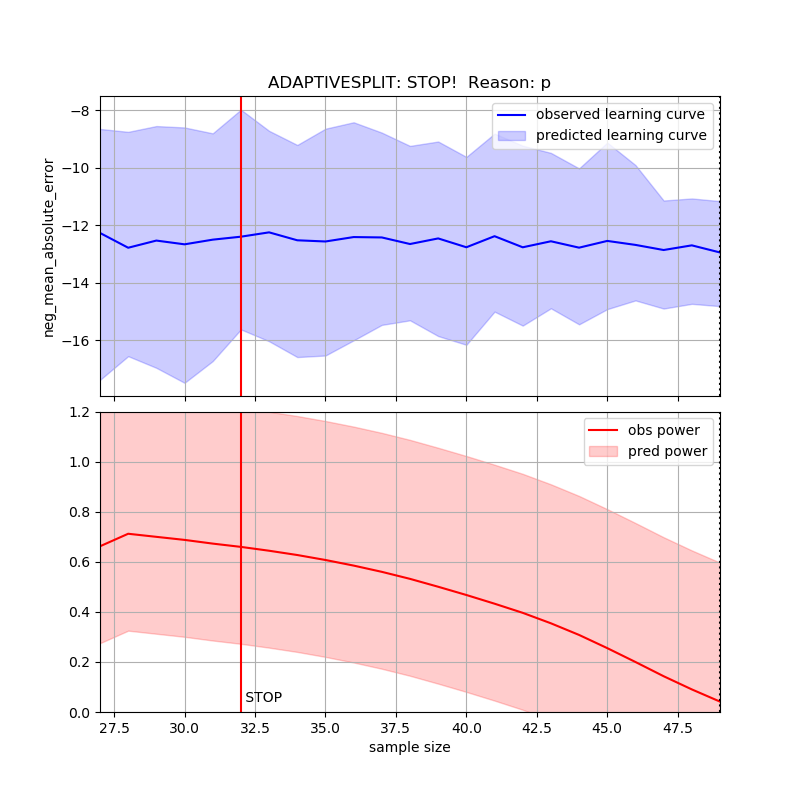 ADAPTIVESPLIT: STOP!  Reason: p
observed learning curve
predicted learning curve
neg_mean_absolute_error
−8
−10
−12
−14
−16
obs power
pred power
1.2
1.0
0.8
0.6
0.4
0.2
0.0
STOP
27.5 30.0 32.5 35.0 37.5 40.0 42.5 45.0 47.5
sample size